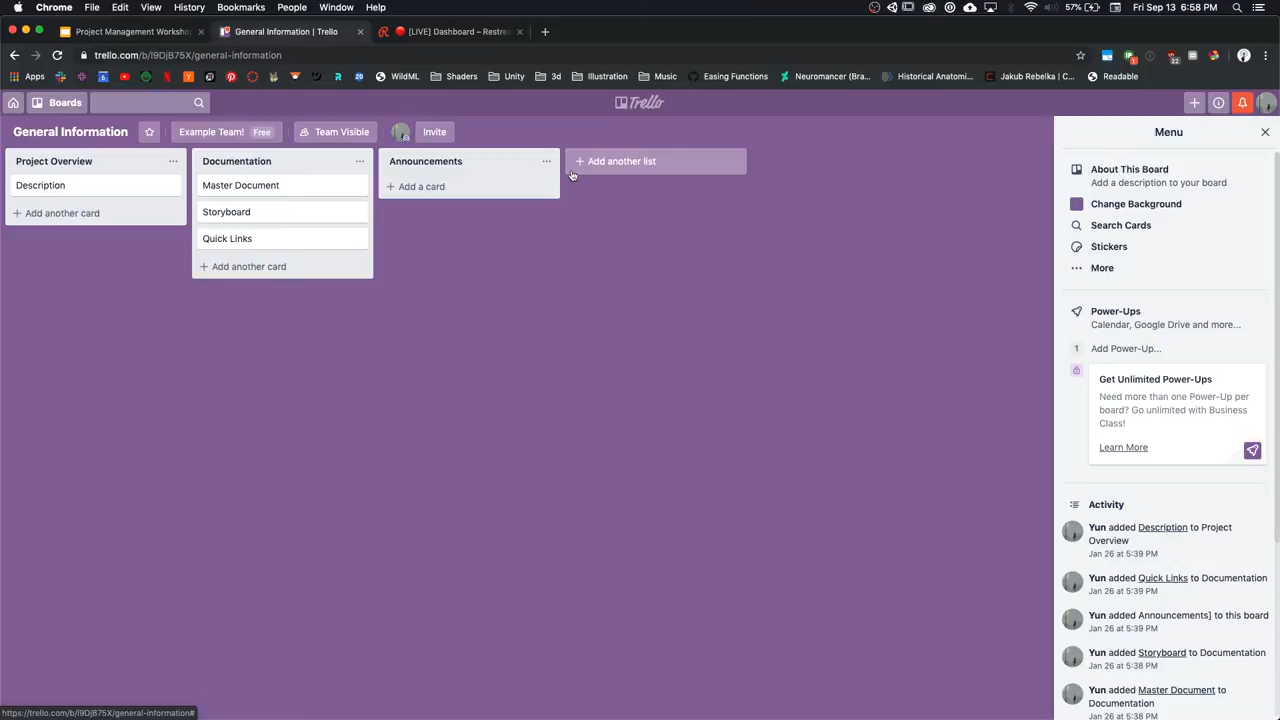 Chrome File Edit View History Bookmarks People Window Help 57% Fri Sep 13 6:58 PM
Project Management Worksho × General Information | Trello × [LIVE] Dashboard – Restre × +
trello.com/b/l9DjB75X/general-information
Apps 20 WildML Shaders Unity 3d Illustration Music Easing Functions Neuromancer (Bra... Historical Anatomi... Jakub Rebelka | C... Readable
Boards Trello
General Information Example Team! Free Team Visible Invite
Project Overview ...
Description
+ Add another card
Documentation ...
Master Document
Storyboard
Quick Links
+ Add another card
Announcements ...
+ Add a card
+ Add another list
Menu
About This Board
Add a description to your board
Change Background
Search Cards
Stickers
... More
Power-Ups
Calendar, Google Drive and more...
1 Add Power-Up...
Get Unlimited Power-Ups
Need more than one Power-Up per
board? Go unlimited with Business
Class!
Learn More
Activity
Yun added Description to Project
Overview
Jan 26 at 5:39 PM
Yun added Quick Links to Documentation
Jan 26 at 5:39 PM
Yun added Announcements] to this board
Jan 26 at 5:39 PM
Yun added Storyboard to Documentation
Jan 26 at 5:38 PM
Yun added Master Document to
Documentation
Jan 26 at 5:38 PM
https://trello.com/b/l9DjB75X/general-information#